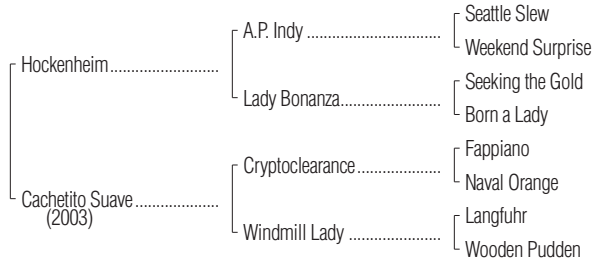 Seattle Slew
A.P. Indy
Weekend Surprise
Hockenheim
Seeking the Gold
Lady Bonanza
Born a Lady
Fappiano
Cryptoclearance
Naval Orange
Cachetito Suave
(2003)
Langfuhr
Windmill Lady
Wooden Pudden